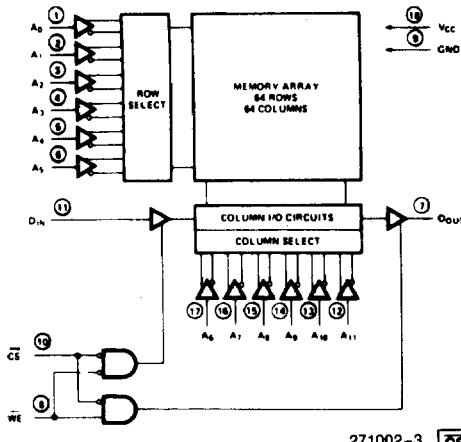 1
A0
2
A1
3
A2
4
A3
5
A4
6
A5
ROW
SELECT
MEMORY ARRAY
64 ROWS
64 COLUMNS
18
VCC
9
GND
DIN
11
COLUMN I/O CIRCUITS
COLUMN SELECT
7
DOUT
17
16
15
14
13
12
A6
A7
A8
A9
A10
A11
CS
10
WE
8
271002-3